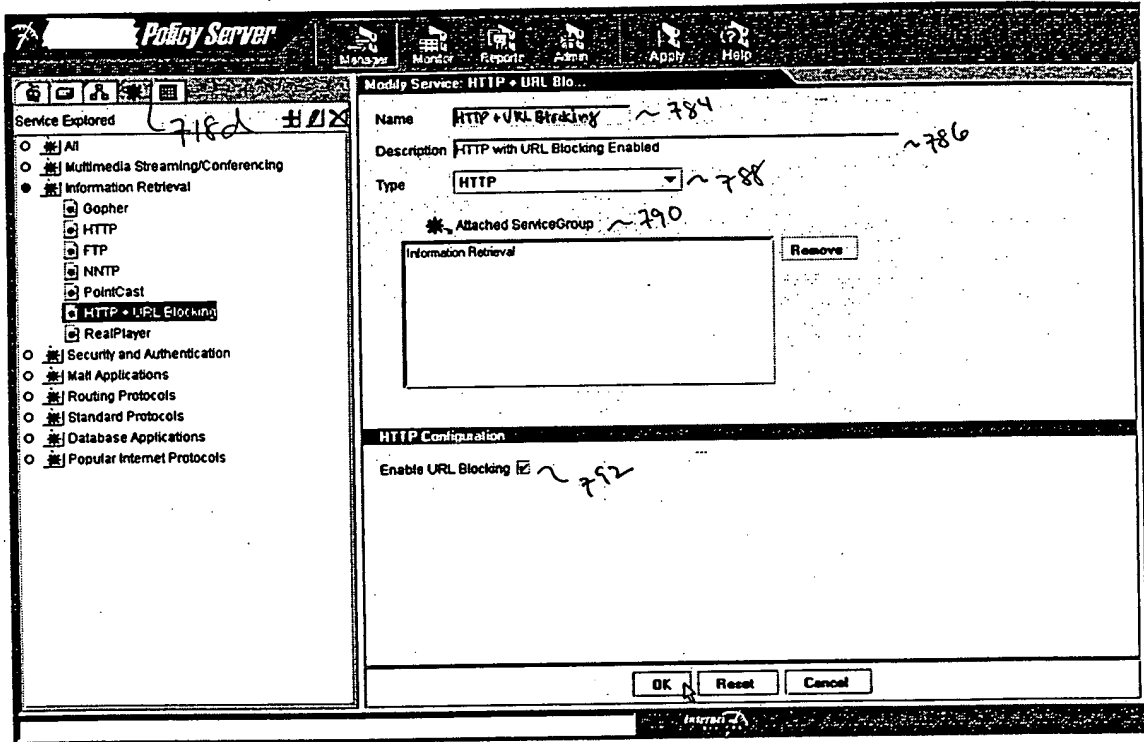 Policy Server
Manager Monitor Reports Admin Apply Help
Service Explored
718d
All
Multimedia Streaming/Conferencing
Information Retrieval
Gopher
HTTP
FTP
NNTP
PointCast
HTTP + URL Blocking
RealPlayer
Security and Authentication
Mail Applications
Routing Protocols
Standard Protocols
Database Applications
Popular Internet Protocols
Modify Service: HTTP + URL Blo...
Name HTTP + URL Blocking ~ 784
Description HTTP with URL Blocking Enabled ~ 786
Type HTTP ~ 788
Attached ServiceGroup ~ 790
Information Retrieval
Remove
HTTP Configuration
Enable URL Blocking ~ 792
OK Reset Cancel